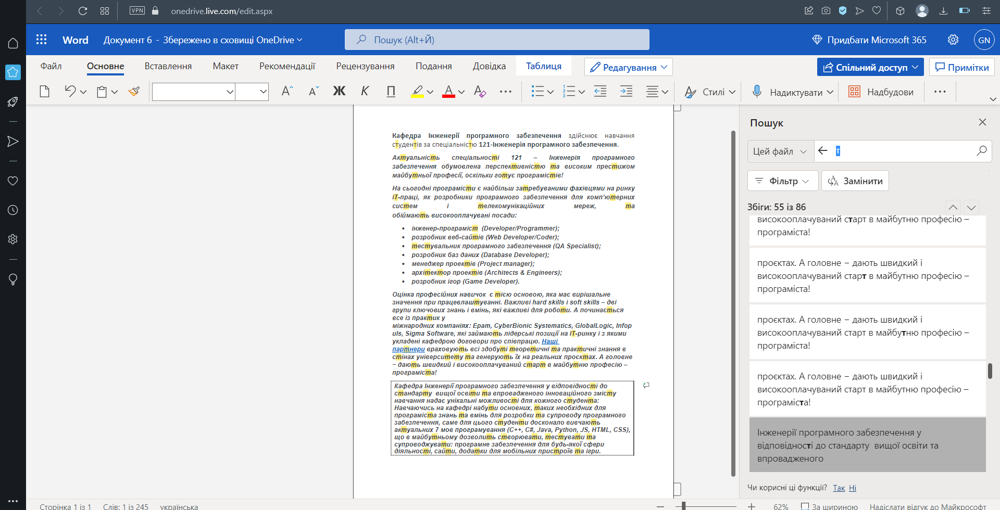 VPN onedrive.live.com/edit.aspx
Word Документ 6 - Збережено в сховищі OneDrive Пошук (Alt+Й) Придбати Microsoft 365 GN
Файл Основне Вставлення Макет Рекомендації Рецензування Подання Довідка Таблиця Редагування Спільний доступ Примітки
Ж К П А Стилі Надиктувати Надбудови
Кафедра Інженерії програмного забезпечення здійснює навчання
студентів за спеціальністю 121-Інженерія програмного забезпечення.
Актуальність спеціальності 121 – Інженерія програмного
забезпечення обумовлена перспективністю та високим престижом
майбутньої професії, оскільки готує програмістів!
На сьогодні програмісти є найбільш затребуваними фахівцями на ринку
ІТ-праці, як розробники програмного забезпечення для комп'ютерних
систем і телекомунікаційних мереж, та
обіймають високооплачувані посади:
• інженер-програміст (Developer/Programmer);
• розробник веб-сайтів (Web Developer/Coder);
• тестувальник програмного забезпечення (QA Specialist);
• розробник баз даних (Database Developer);
• менеджер проектів (Project manager);
• архітектор проектів (Architects & Engineers);
• розробник ігор (Game Developer).
Оцінка професійних навичок є тією основою, яка має вирішальне
значення при працевлаштуванні. Важливі hard skills і soft skills – дві
групи ключових знань і вмінь, які важливі для роботи. А починається
все із практик у
міжнародних компаніях: Epam, CyberBionic Systematics, GlobalLogic, Infop
uls, Sigma Software, які займають лідерські позиції на ІТ-ринку і з якими
укладені кафедрою договори про співпрацю. Наші
партнери враховують всі здобуті теоретичні та практичні знання в
стінах університету та генерують їх на реальних проєктах. А головне
– дають швидкий і високооплачуваний старт в майбутню професію –
програміста!
Кафедра Інженерії програмного забезпечення у відповідності до
стандарту вищої освіти та впровадженого інноваційного змісту
навчання надає унікальні можливості для кожного студента:
Навчаючись на кафедрі набути основних, таких необхідних для
програміста знань та вмінь для розробки та супроводу програмного
забезпечення, саме для цього студенти досконало вивчають
актуальних 7 мов програмування (C++, C#, Java, Python, JS, HTML, CSS),
що в майбутньому дозволить створювати, тестувати та
супроводжувати: програмне забезпечення для будь-якої сфери
діяльності, сайти, додатки для мобільних пристроїв та ігри.
Пошук
Цей файл т
Фільтр Замінити
Збіги: 55 із 86
високооплачуваний старт в майбутню професію –
програміста!
проєктах. А головне – дають швидкий і
високооплачуваний старт в майбутню професію –
програміста!
проєктах. А головне – дають швидкий і
високооплачуваний старт в майбутню професію –
програміста!
проєктах. А головне – дають швидкий і
високооплачуваний старт в майбутню професію –
програміста!
Інженерії програмного забезпечення у
відповідності до стандарту вищої освіти та
впровадженого
Чи корисні ці функції? Так Ні
Сторінка 1 із 1 Слів: 1 із 245 українська 62% За шириною Надіслати відгук до Майкрософт